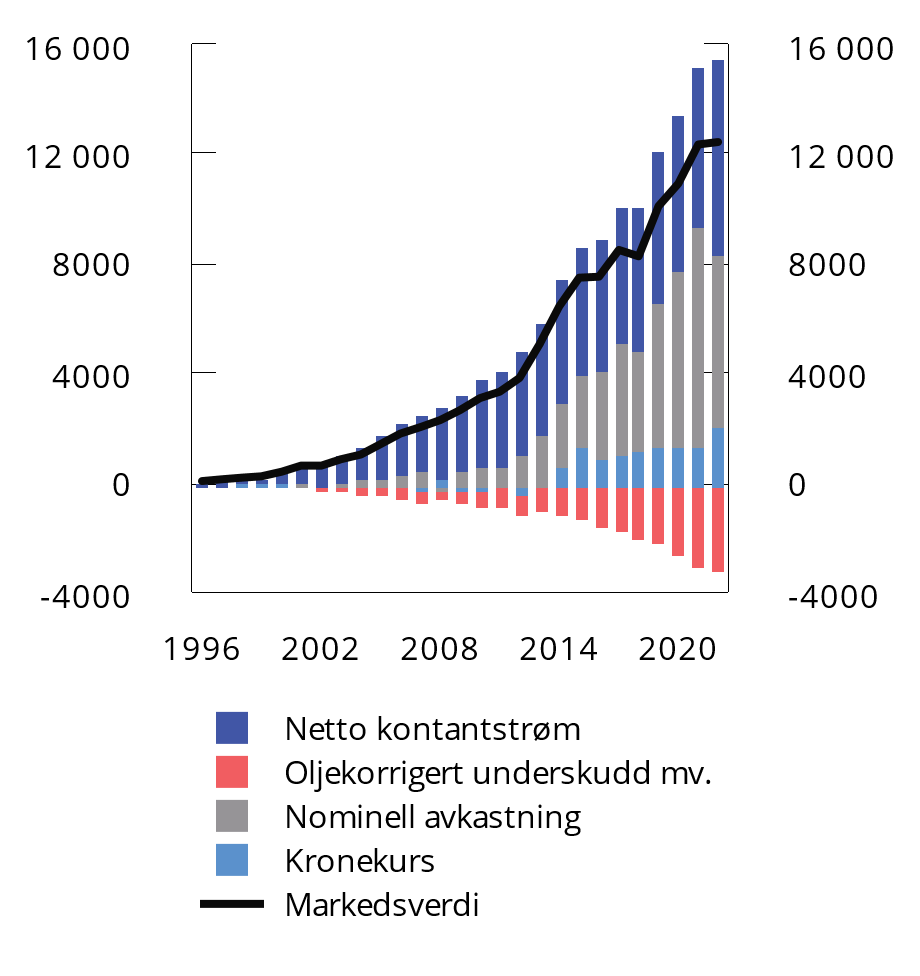 16 000 16 000
12 000 12 000
8000 8000
4000 4000
0 0
-4000 -4000
1996 2002 2008 2014 2020
Netto kontantstrøm
Oljekorrigert underskudd mv.
Nominell avkastning
Kronekurs
Markedsverdi